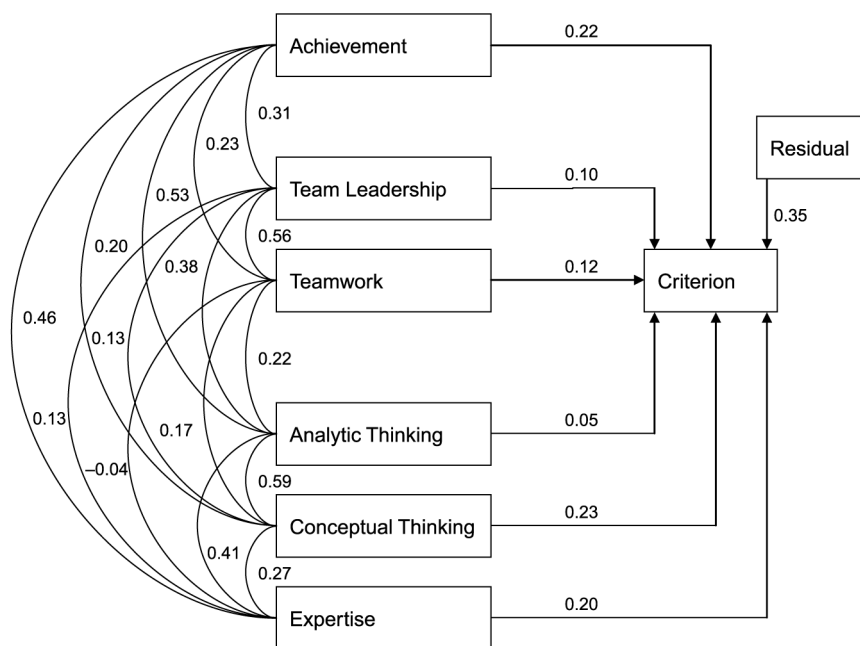 0.22
Achievement
0.31
Residual
0.23
0.10
Team Leadership
0.53
0.35
0.56
0.20
0.38
0.12
Teamwork
Criterion
0.46
0.13
0.22
0.05
0.13
0.17
Analytic Thinking
–0.04
0.59
0.23
Conceptual Thinking
0.41
0.27
0.20
Expertise